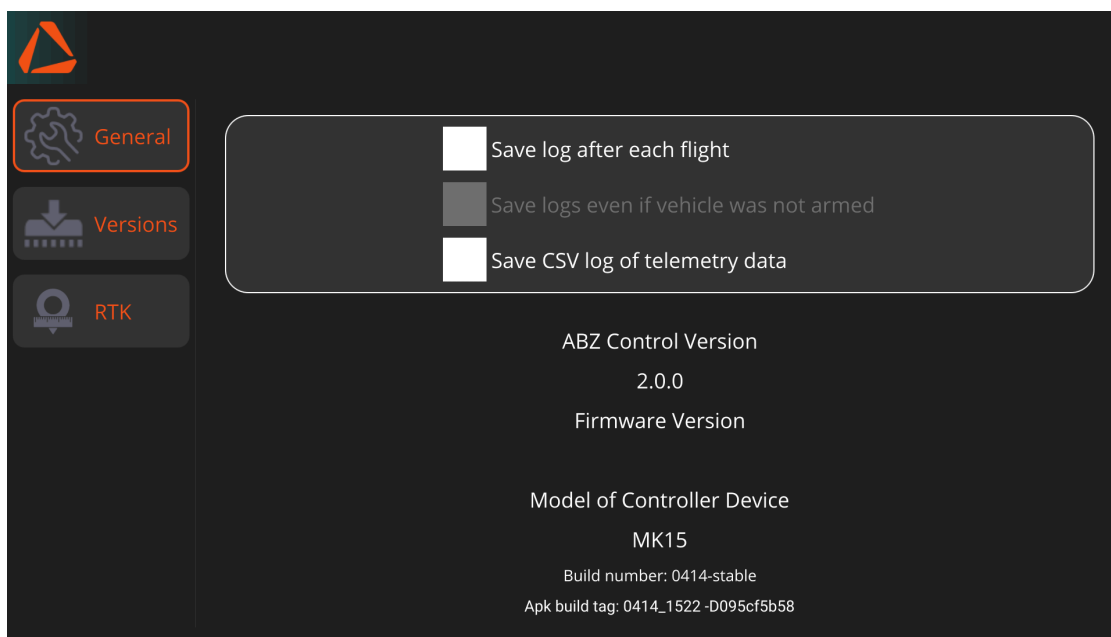 General
Versions
RTK
Save log after each flight
Save logs even if vehicle was not armed
Save CSV log of telemetry data
ABZ Control Version
2.0.0
Firmware Version
Model of Controller Device
MK15
Build number: 0414-stable
Apk build tag: 0414_1522 -D095cf5b58